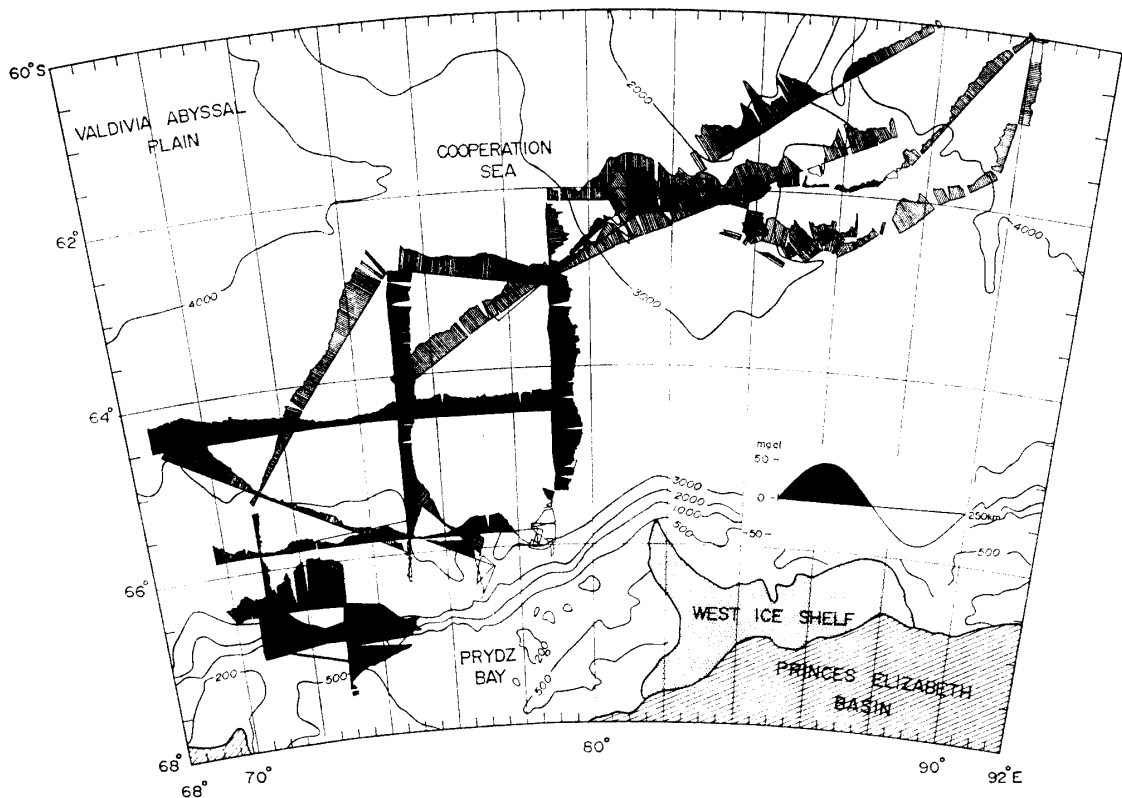 60°S
VALDIVIA ABYSSAL
PLAIN
COOPERATION
SEA
2000
62°
4000
3000
4000
64°
mgal
50
0
-50
250km
3000
2000
1000
500
500
66°
WEST ICE SHELF
PRYDZ
BAY
200
500
200
500
PRINCES ELIZABETH
BASIN
68°
68°
70°
80°
90°
92°E